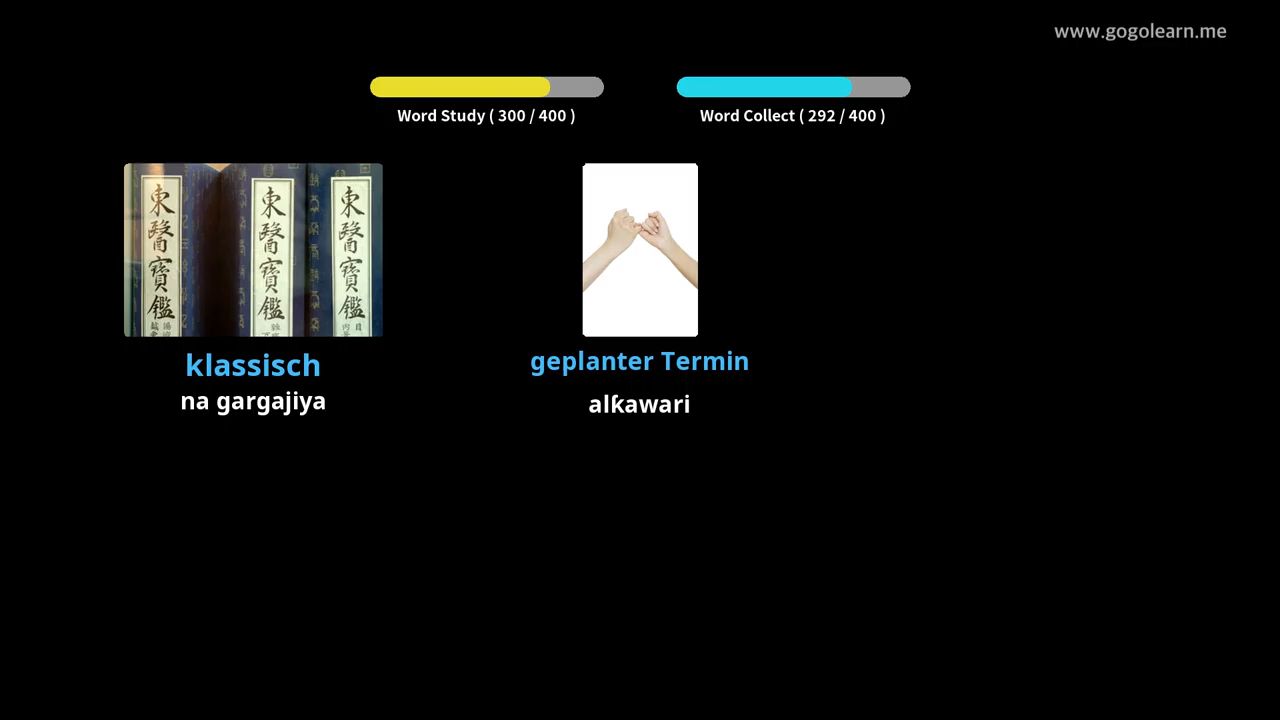 www.gogolearn.me
Word Study ( 300 / 400 )
Word Collect ( 292 / 400 )
東醫寶鑑
東醫寶鑑
東醫寶鑑
klassisch
na gargajiya
geplanter Termin
alƙawari